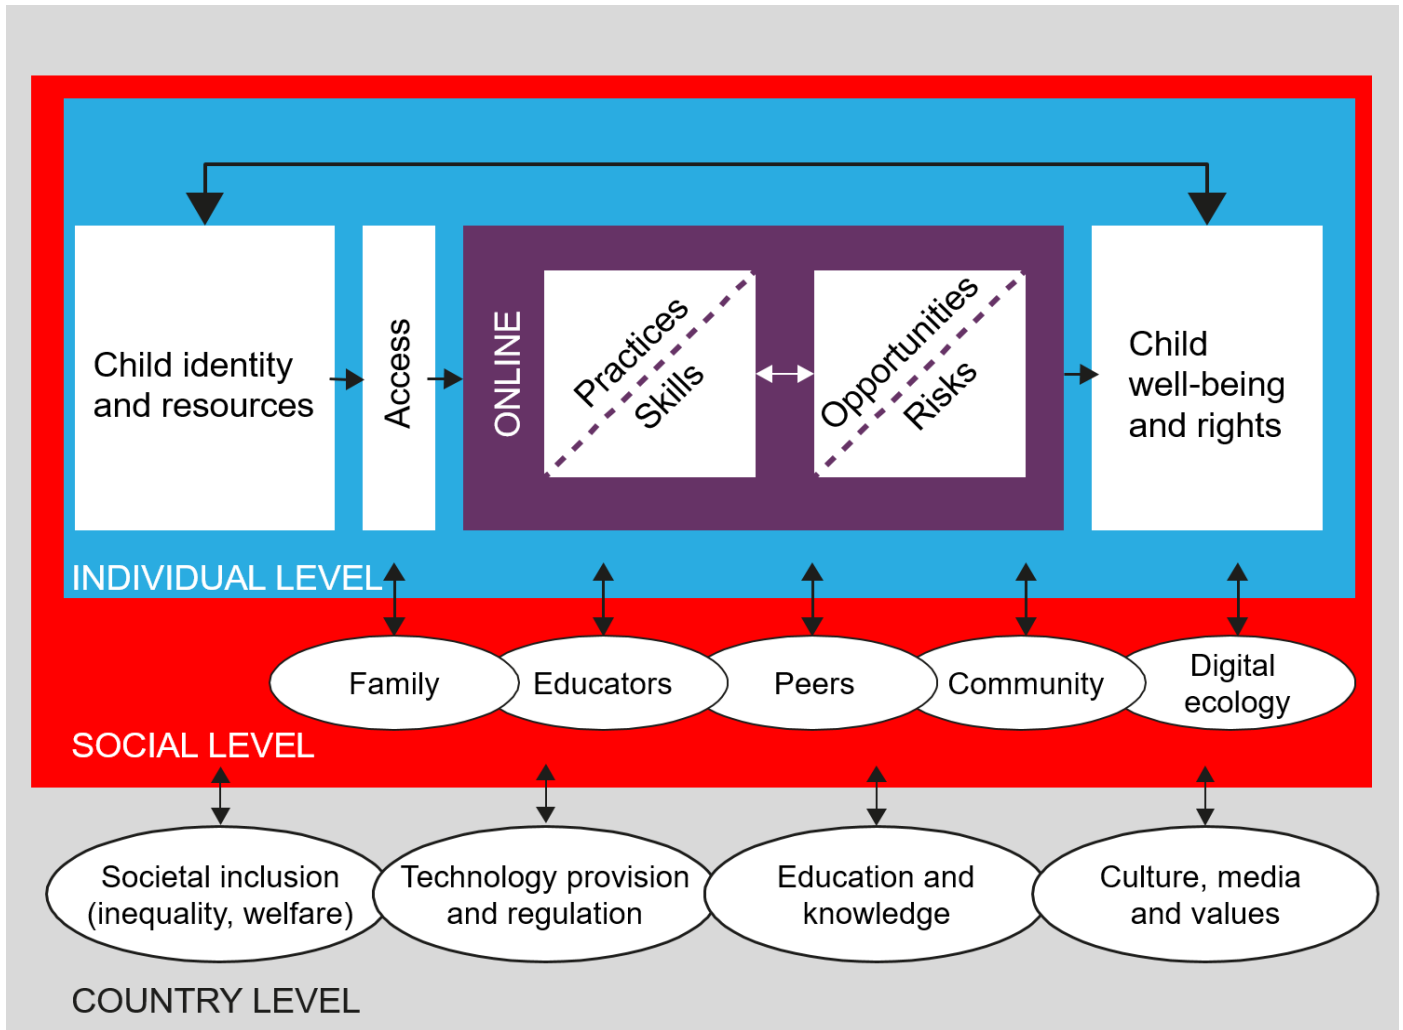 Child identity
and resources
Access
ONLINE
Practices
Skills
Opportunities
Risks
Child
well-being
and rights
INDIVIDUAL LEVEL
Family
Educators
Peers
Community
Digital
ecology
SOCIAL LEVEL
Societal inclusion
(inequality, welfare)
Technology provision
and regulation
Education and
knowledge
Culture, media
and values
COUNTRY LEVEL